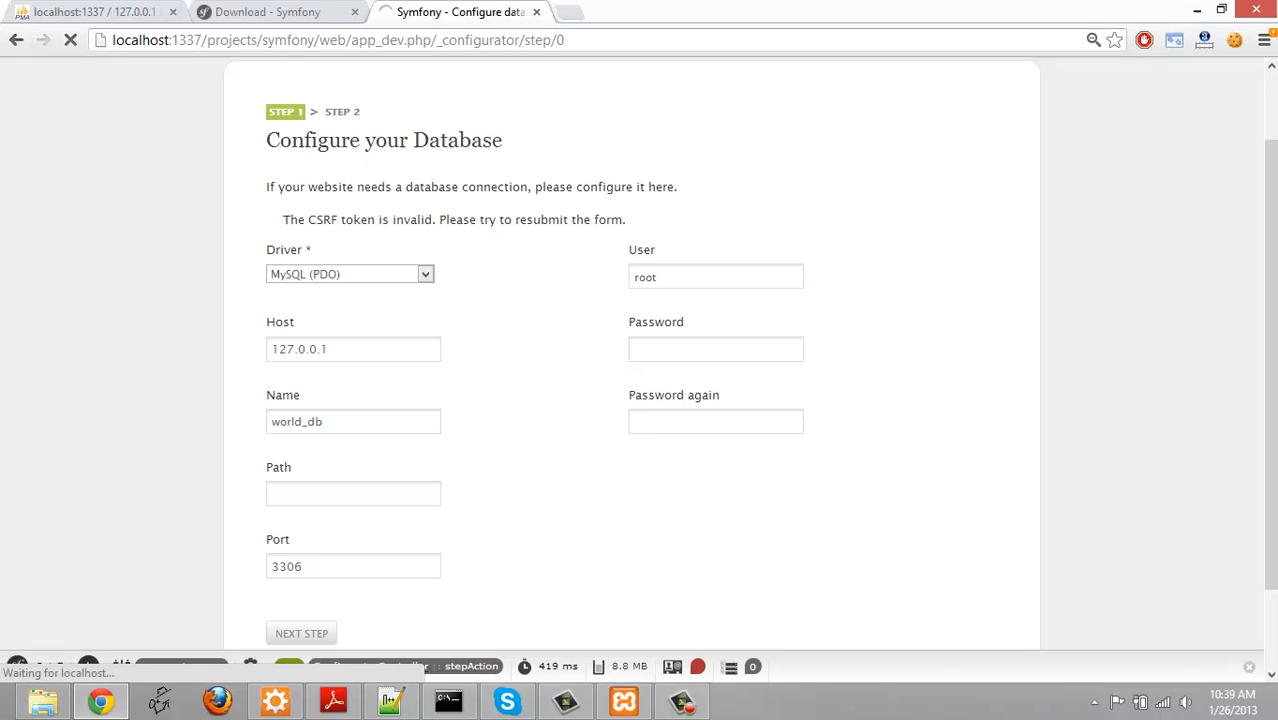 localhost:1337 / 127.0.0.1
Download - Symfony
Symfony - Configure data
localhost:1337/projects/symfony/web/app_dev.php/_configurator/step/0
STEP 1 > STEP 2
Configure your Database
If your website needs a database connection, please configure it here.
The CSRF token is invalid. Please try to resubmit the form.
Driver *
User
MySQL (PDO)
root
Host
Password
127.0.0.1
Name
Password again
world_db
Path
Port
3306
NEXT STEP
:: stepAction 419 ms 8.8 MB 0
Waiting for localhost...
10:39 AM
1/26/2013